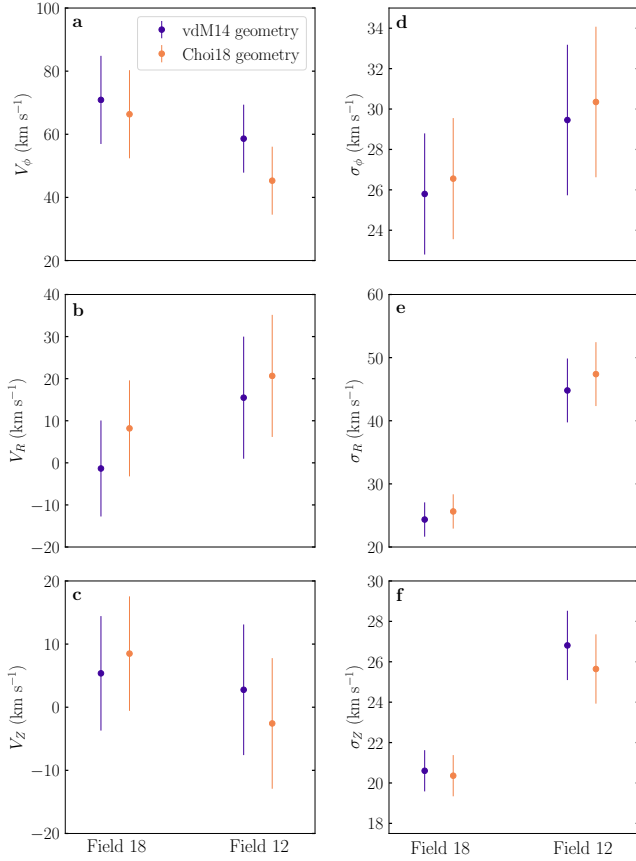 a
vdM14 geometry
Choi18 geometry
100
80
60
40
20
V_ϕ (km s⁻¹)
d
34
32
30
28
26
24
σ_ϕ (km s⁻¹)
b
40
30
20
10
0
−10
−20
V_R (km s⁻¹)
e
60
50
40
30
20
σ_R (km s⁻¹)
c
20
10
0
−10
−20
V_Z (km s⁻¹)
Field 18
Field 12
f
30
28
26
24
22
20
18
σ_Z (km s⁻¹)
Field 18
Field 12